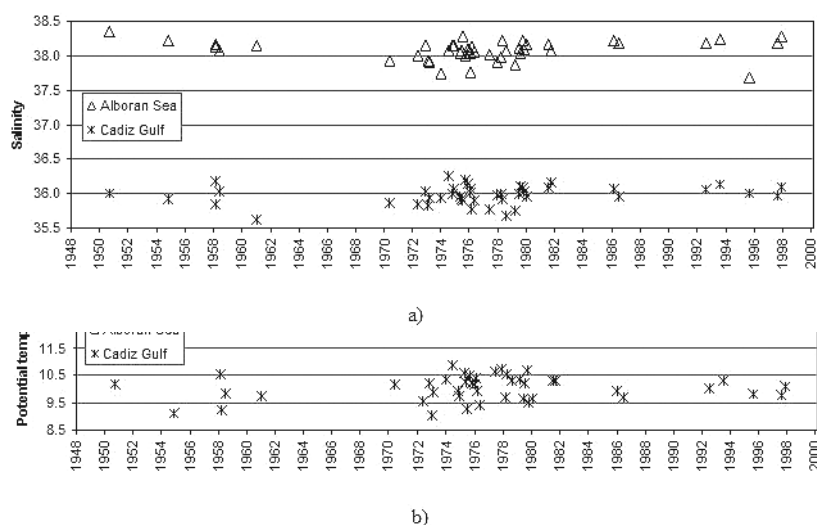 38.5
38.0
37.5
37.0
36.5
36.0
35.5
Salinity
△ Alboran Sea
✳ Cadiz Gulf
1948 1950 1952 1954 1956 1958 1960 1962 1964 1966 1968 1970 1972 1974 1976 1978 1980 1982 1984 1986 1988 1990 1992 1994 1996 1998 2000
a)
Potential temp
Alboran Sea
✳ Cadiz Gulf
11.5
10.5
9.5
8.5
1948 1950 1952 1954 1956 1958 1960 1962 1964 1966 1968 1970 1972 1974 1976 1978 1980 1982 1984 1986 1988 1990 1992 1994 1996 1998 2000
b)